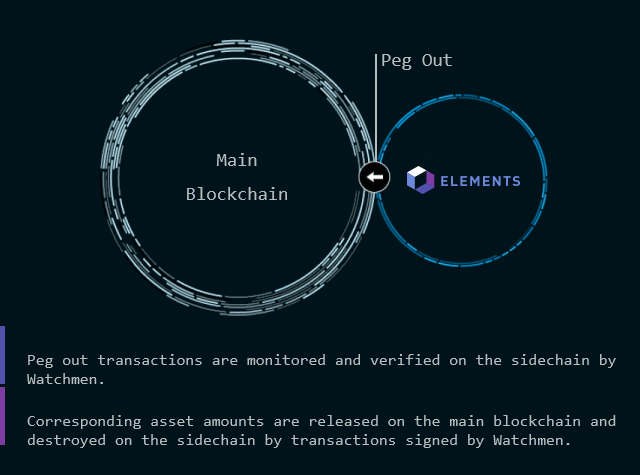 Peg Out
Main
Blockchain
ELEMENTS
Peg out transactions are monitored and verified on the sidechain by
Watchmen.
Corresponding asset amounts are released on the main blockchain and
destroyed on the sidechain by transactions signed by Watchmen.